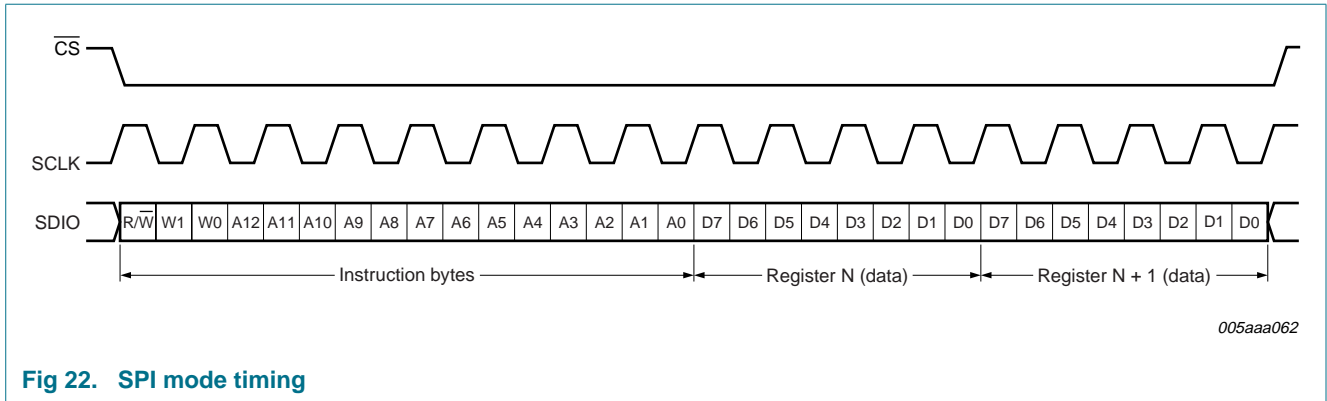 CS
SCLK
SDIO R/W W1 W0 A12 A11 A10 A9 A8 A7 A6 A5 A4 A3 A2 A1 A0 D7 D6 D5 D4 D3 D2 D1 D0 D7 D6 D5 D4 D3 D2 D1 D0
Instruction bytes Register N (data) Register N + 1 (data)
005aaa062
Fig 22. SPI mode timing